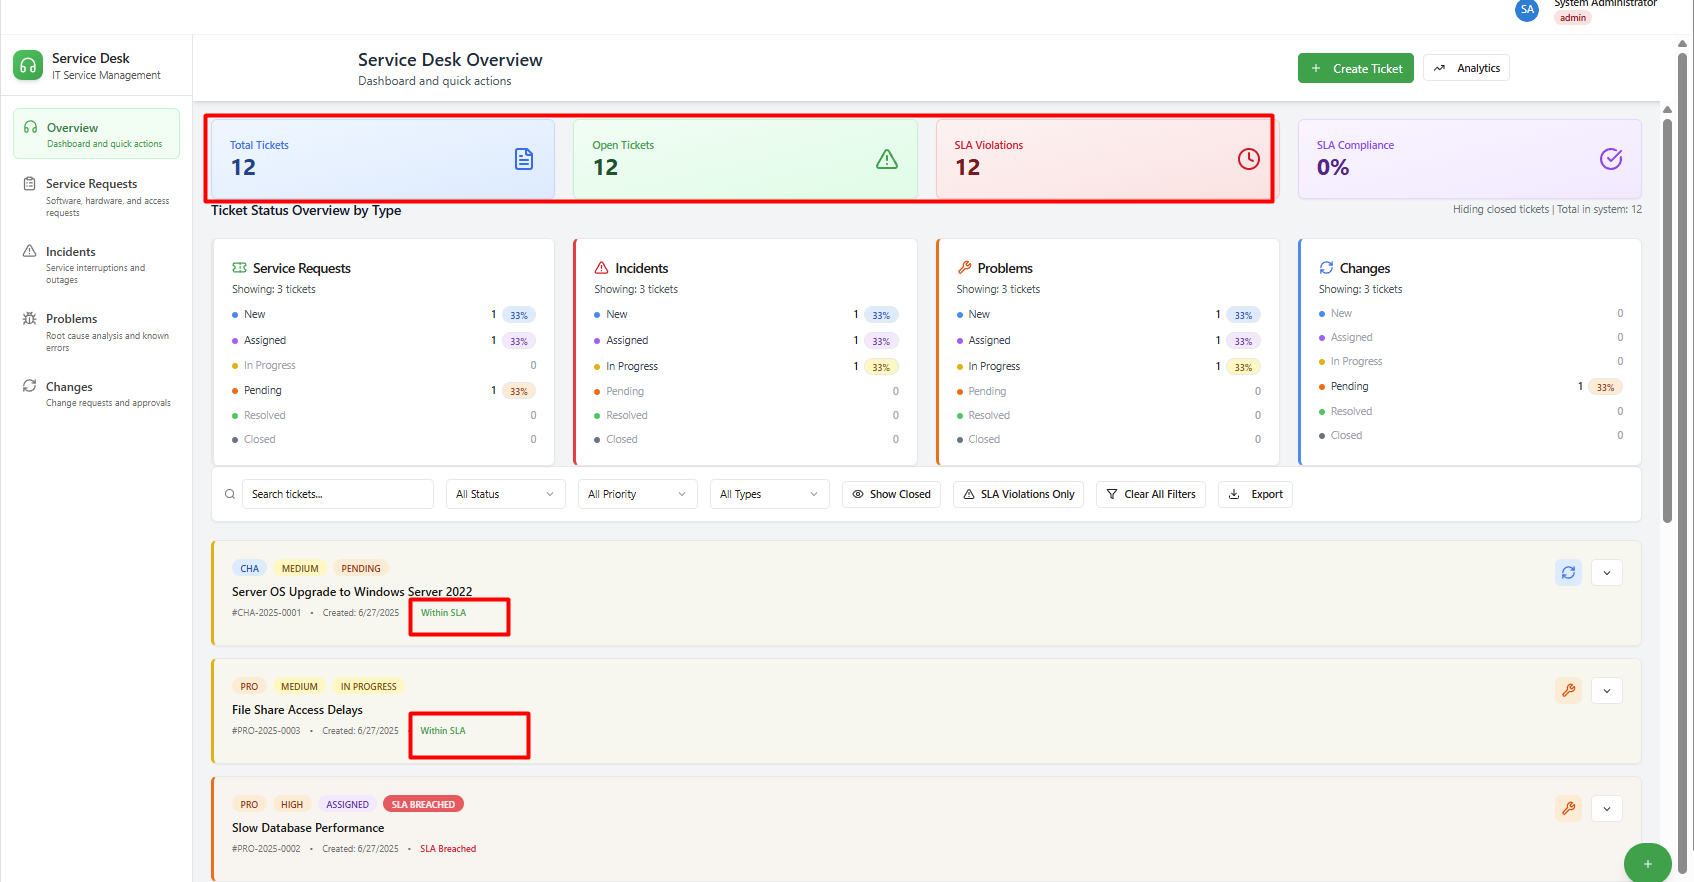 System Administrator
SA
admin
Service Desk
IT Service Management
Service Desk Overview
Dashboard and quick actions
Create Ticket
Analytics
Overview
Dashboard and quick actions
Service Requests
Software, hardware, and access
requests
Incidents
Service interruptions and
outages
Problems
Root cause analysis and known
errors
Changes
Change requests and approvals
Total Tickets
12
Open Tickets
12
SLA Violations
12
SLA Compliance
0%
Ticket Status Overview by Type
Hiding closed tickets | Total in system: 12
Service Requests
Showing: 3 tickets
New 1 33%
Assigned 1 33%
In Progress 0
Pending 1 33%
Resolved 0
Closed 0
Incidents
Showing: 3 tickets
New 1 33%
Assigned 1 33%
In Progress 1 33%
Pending 0
Resolved 0
Closed 0
Problems
Showing: 3 tickets
New 1 33%
Assigned 1 33%
In Progress 1 33%
Pending 0
Resolved 0
Closed 0
Changes
Showing: 3 tickets
New 0
Assigned 0
In Progress 0
Pending 1 33%
Resolved 0
Closed 0
Search tickets...
All Status
All Priority
All Types
Show Closed
SLA Violations Only
Clear All Filters
Export
CHA MEDIUM PENDING
Server OS Upgrade to Windows Server 2022
#CHA-2025-0001 • Created: 6/27/2025 Within SLA
PRO MEDIUM IN PROGRESS
File Share Access Delays
#PRO-2025-0003 • Created: 6/27/2025 • Within SLA
PRO HIGH ASSIGNED SLA BREACHED
Slow Database Performance
#PRO-2025-0002 • Created: 6/27/2025 • SLA Breached